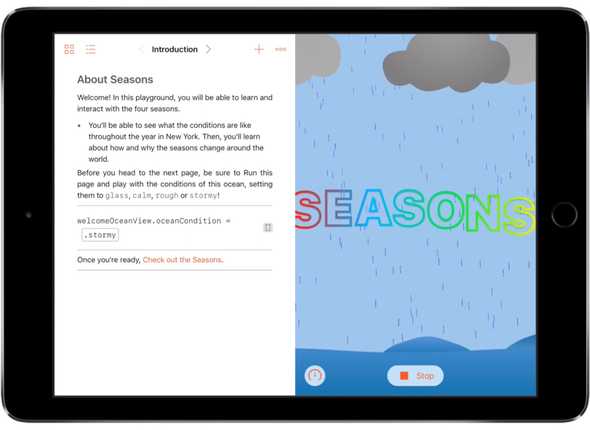 Introduction
About Seasons
Welcome! In this playground, you will be able to learn and
interact with the four seasons.
• You'll be able to see what the conditions are like
throughout the year in New York. Then, you'll learn
about how and why the seasons change around the
world.
Before you head to the next page, be sure to Run this
page and play with the conditions of this ocean, setting
them to glass, calm, rough or stormy!
welcomeOceanView.oceanCondition =
.stormy
Once you're ready, Check out the Seasons.
SEASONS
Stop